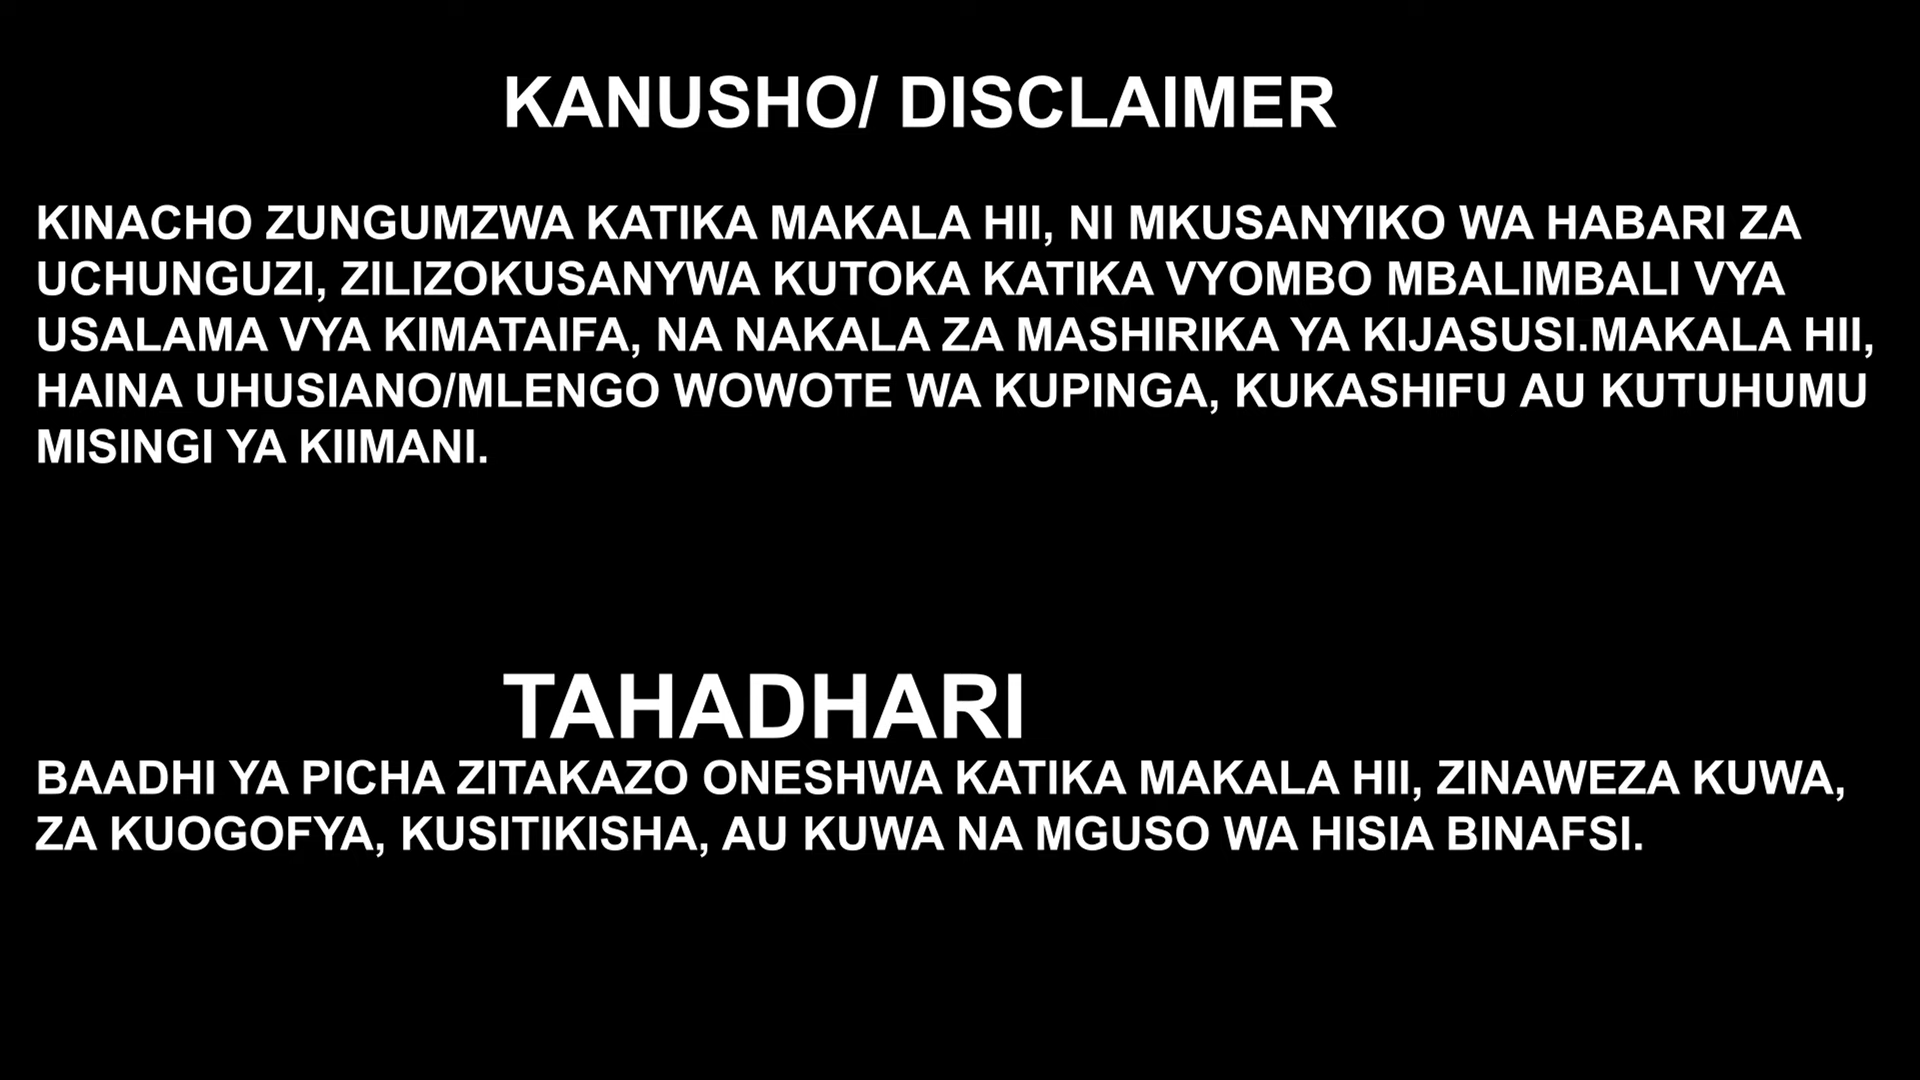 KANUSHO/ DISCLAIMER
KINACHO ZUNGUMZWA KATIKA MAKALA HII, NI MKUSANYIKO WA HABARI ZA
UCHUNGUZI, ZILIZOKUSANYWA KUTOKA KATIKA VYOMBO MBALIMBALI VYA
USALAMA VYA KIMATAIFA, NA NAKALA ZA MASHIRIKA YA KIJASUSI.MAKALA HII,
HAINA UHUSIANO/MLENGO WOWOTE WA KUPINGA, KUKASHIFU AU KUTUHUMU
MISINGI YA KIIMANI.
TAHADHARI
BAADHI YA PICHA ZITAKAZO ONESHWA KATIKA MAKALA HII, ZINAWEZA KUWA,
ZA KUOGOFYA, KUSITIKISHA, AU KUWA NA MGUSO WA HISIA BINAFSI.